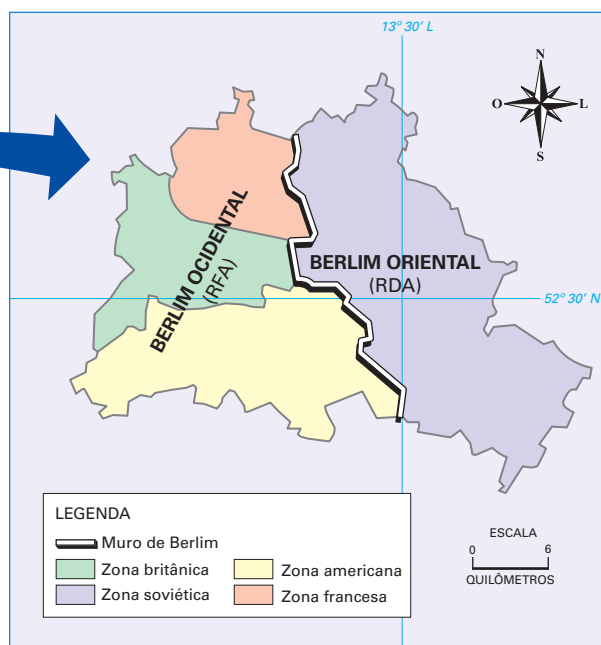 13° 30' L
N
O
L
S
BERLIM OCIDENTAL
(RFA)
BERLIM ORIENTAL
(RDA)
52° 30' N
LEGENDA
Muro de Berlim
Zona britânica
Zona americana
Zona soviética
Zona francesa
ESCALA
0 6
QUILÔMETROS